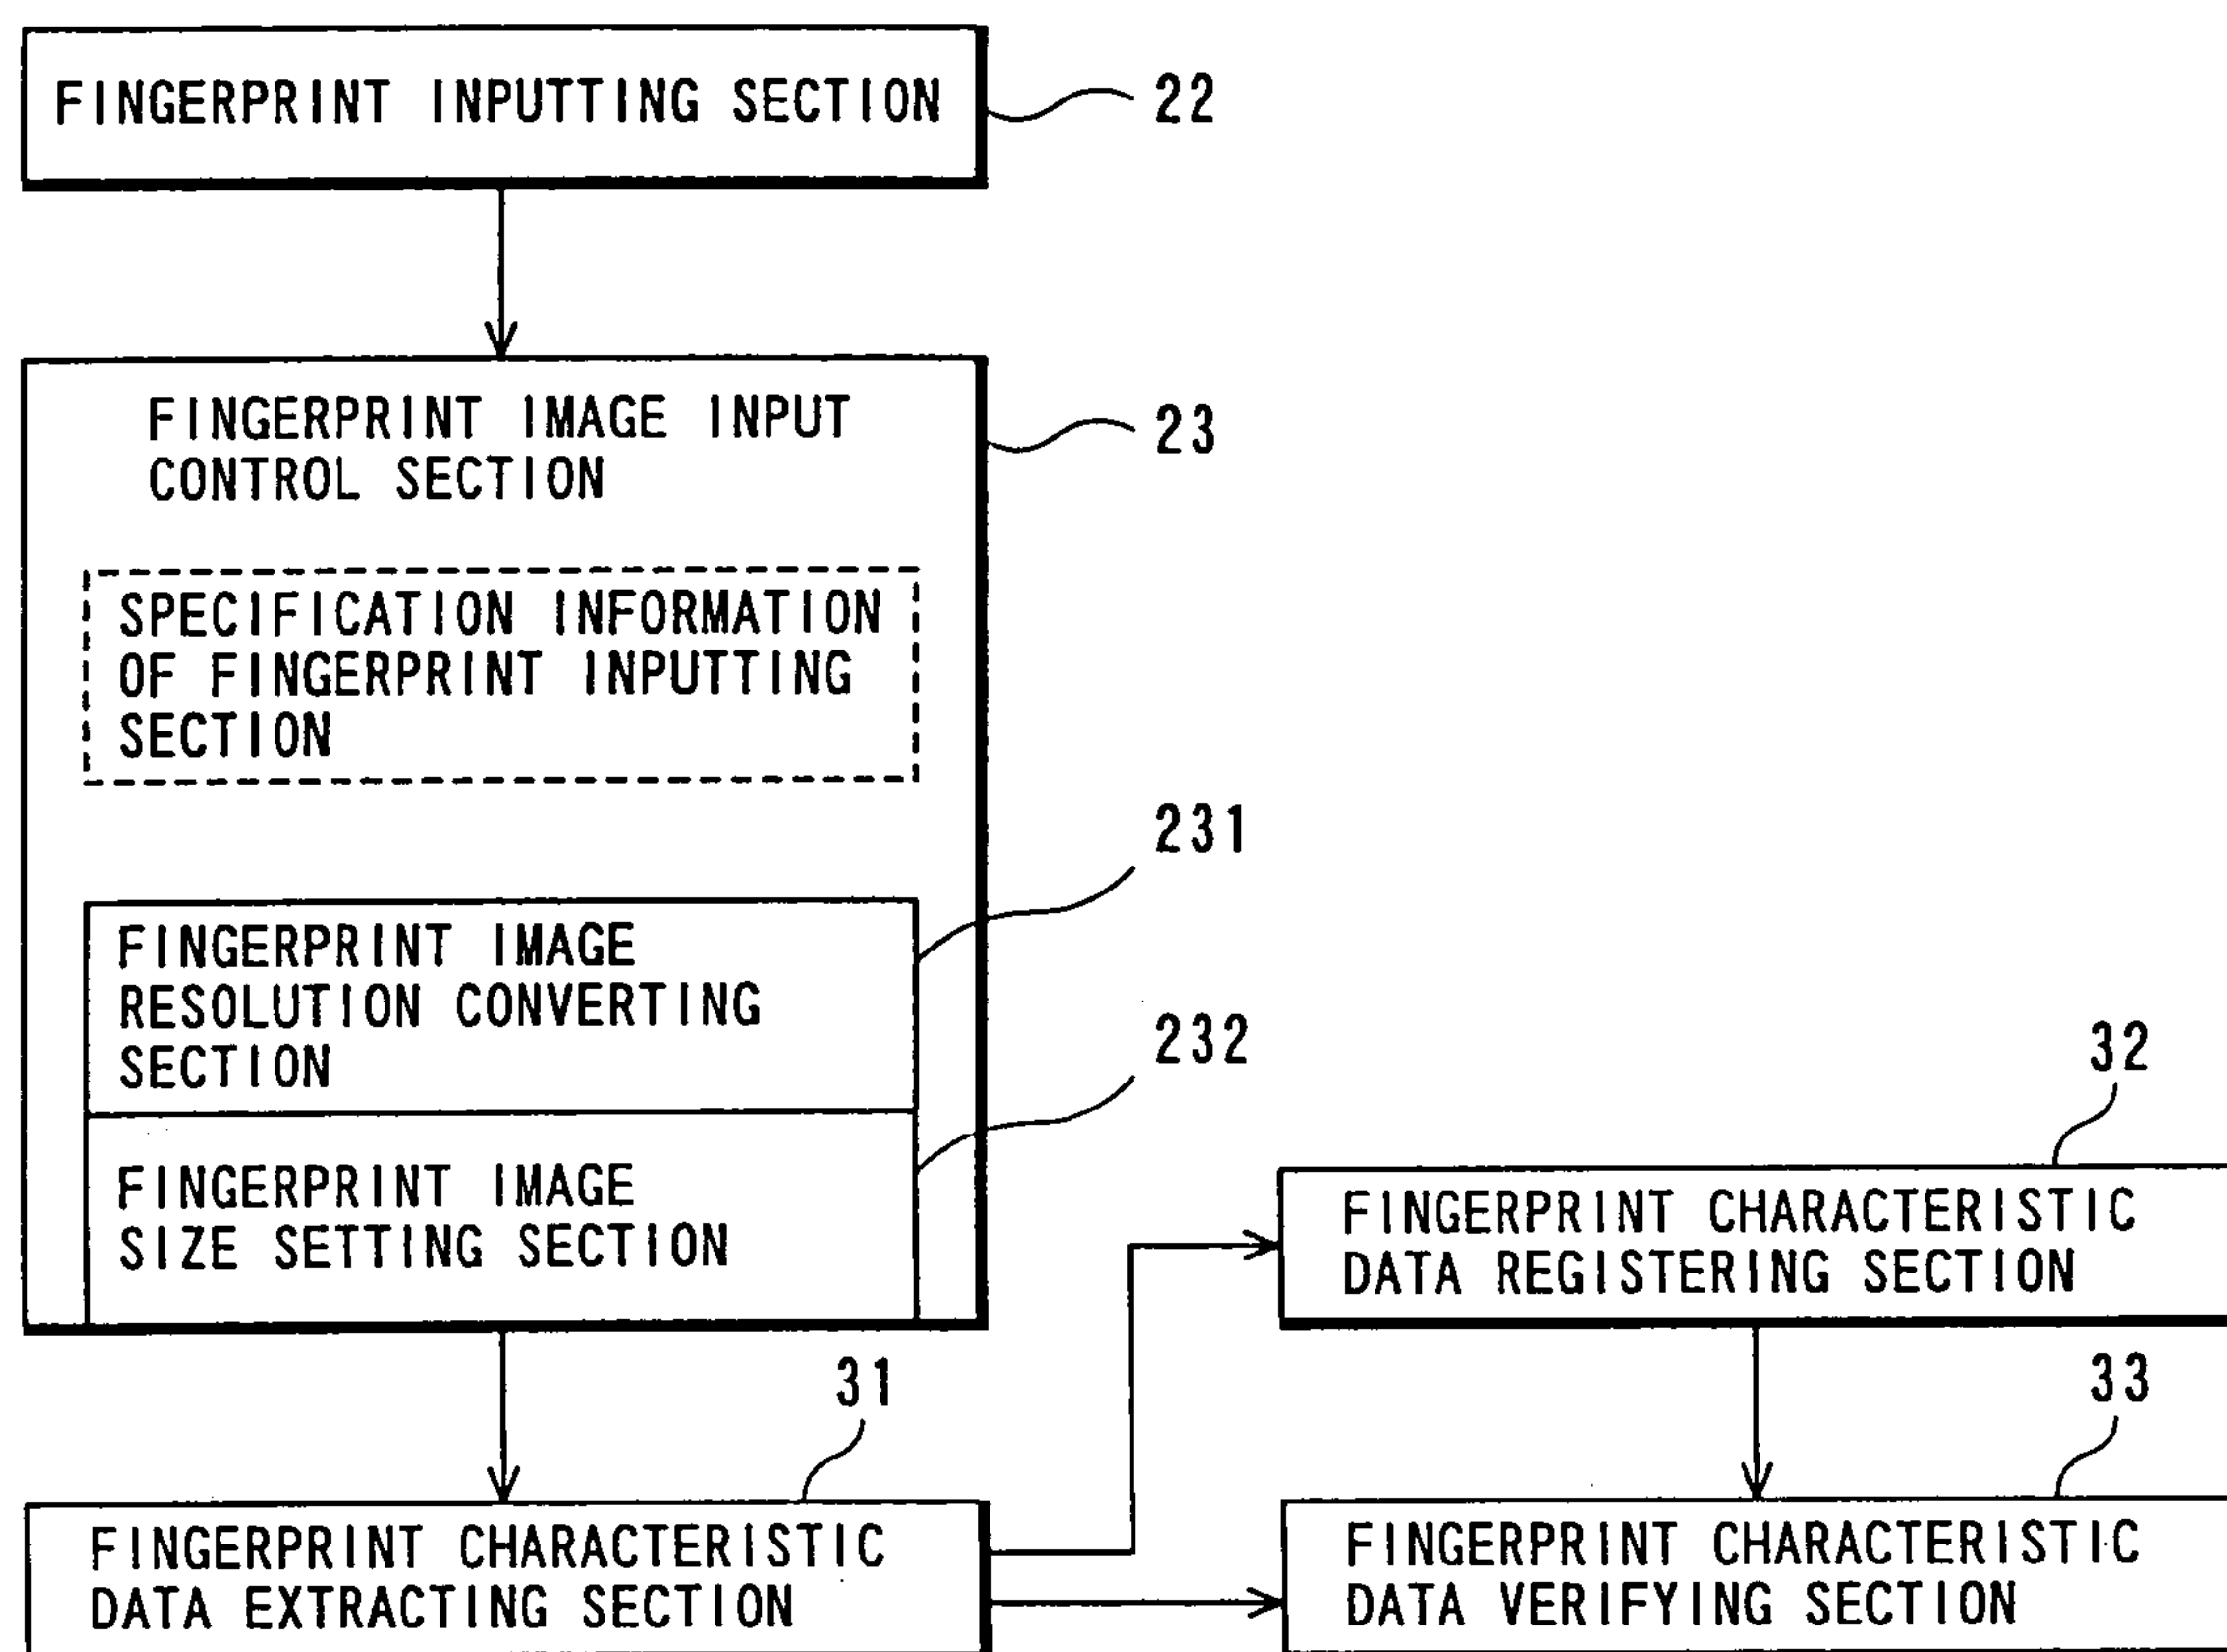 FINGERPRINT INPUTTING SECTION
22
FINGERPRINT IMAGE INPUT
CONTROL SECTION
23
SPECIFICATION INFORMATION
OF FINGERPRINT INPUTTING
SECTION
231
FINGERPRINT IMAGE
RESOLUTION CONVERTING
SECTION
232
FINGERPRINT IMAGE
SIZE SETTING SECTION
32
FINGERPRINT CHARACTERISTIC
DATA REGISTERING SECTION
31
FINGERPRINT CHARACTERISTIC
DATA EXTRACTING SECTION
33
FINGERPRINT CHARACTERISTIC
DATA VERIFYING SECTION